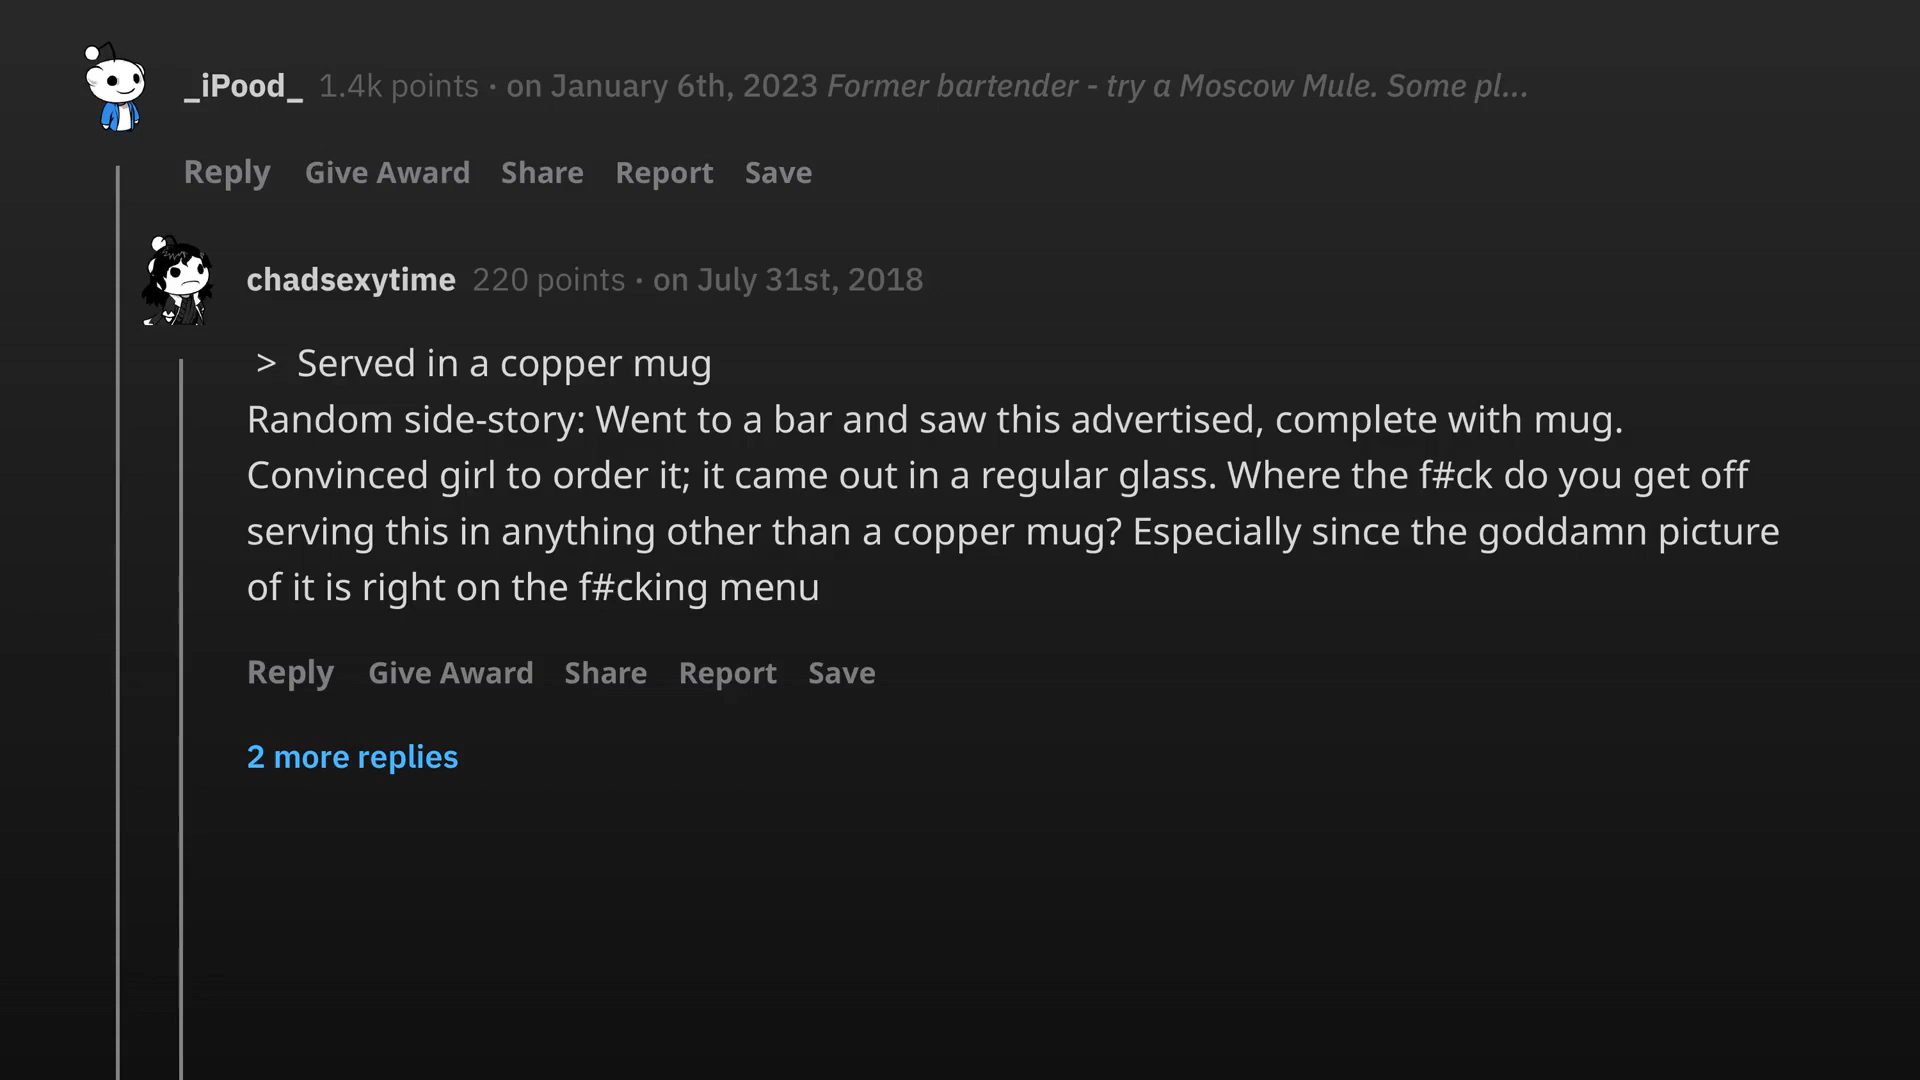 _iPood_ 1.4k points · on January 6th, 2023 Former bartender - try a Moscow Mule. Some pl...
Reply Give Award Share Report Save
chadsexytime 220 points · on July 31st, 2018
> Served in a copper mug
Random side-story: Went to a bar and saw this advertised, complete with mug.
Convinced girl to order it; it came out in a regular glass. Where the f#ck do you get off
serving this in anything other than a copper mug? Especially since the goddamn picture
of it is right on the f#cking menu
Reply Give Award Share Report Save
2 more replies